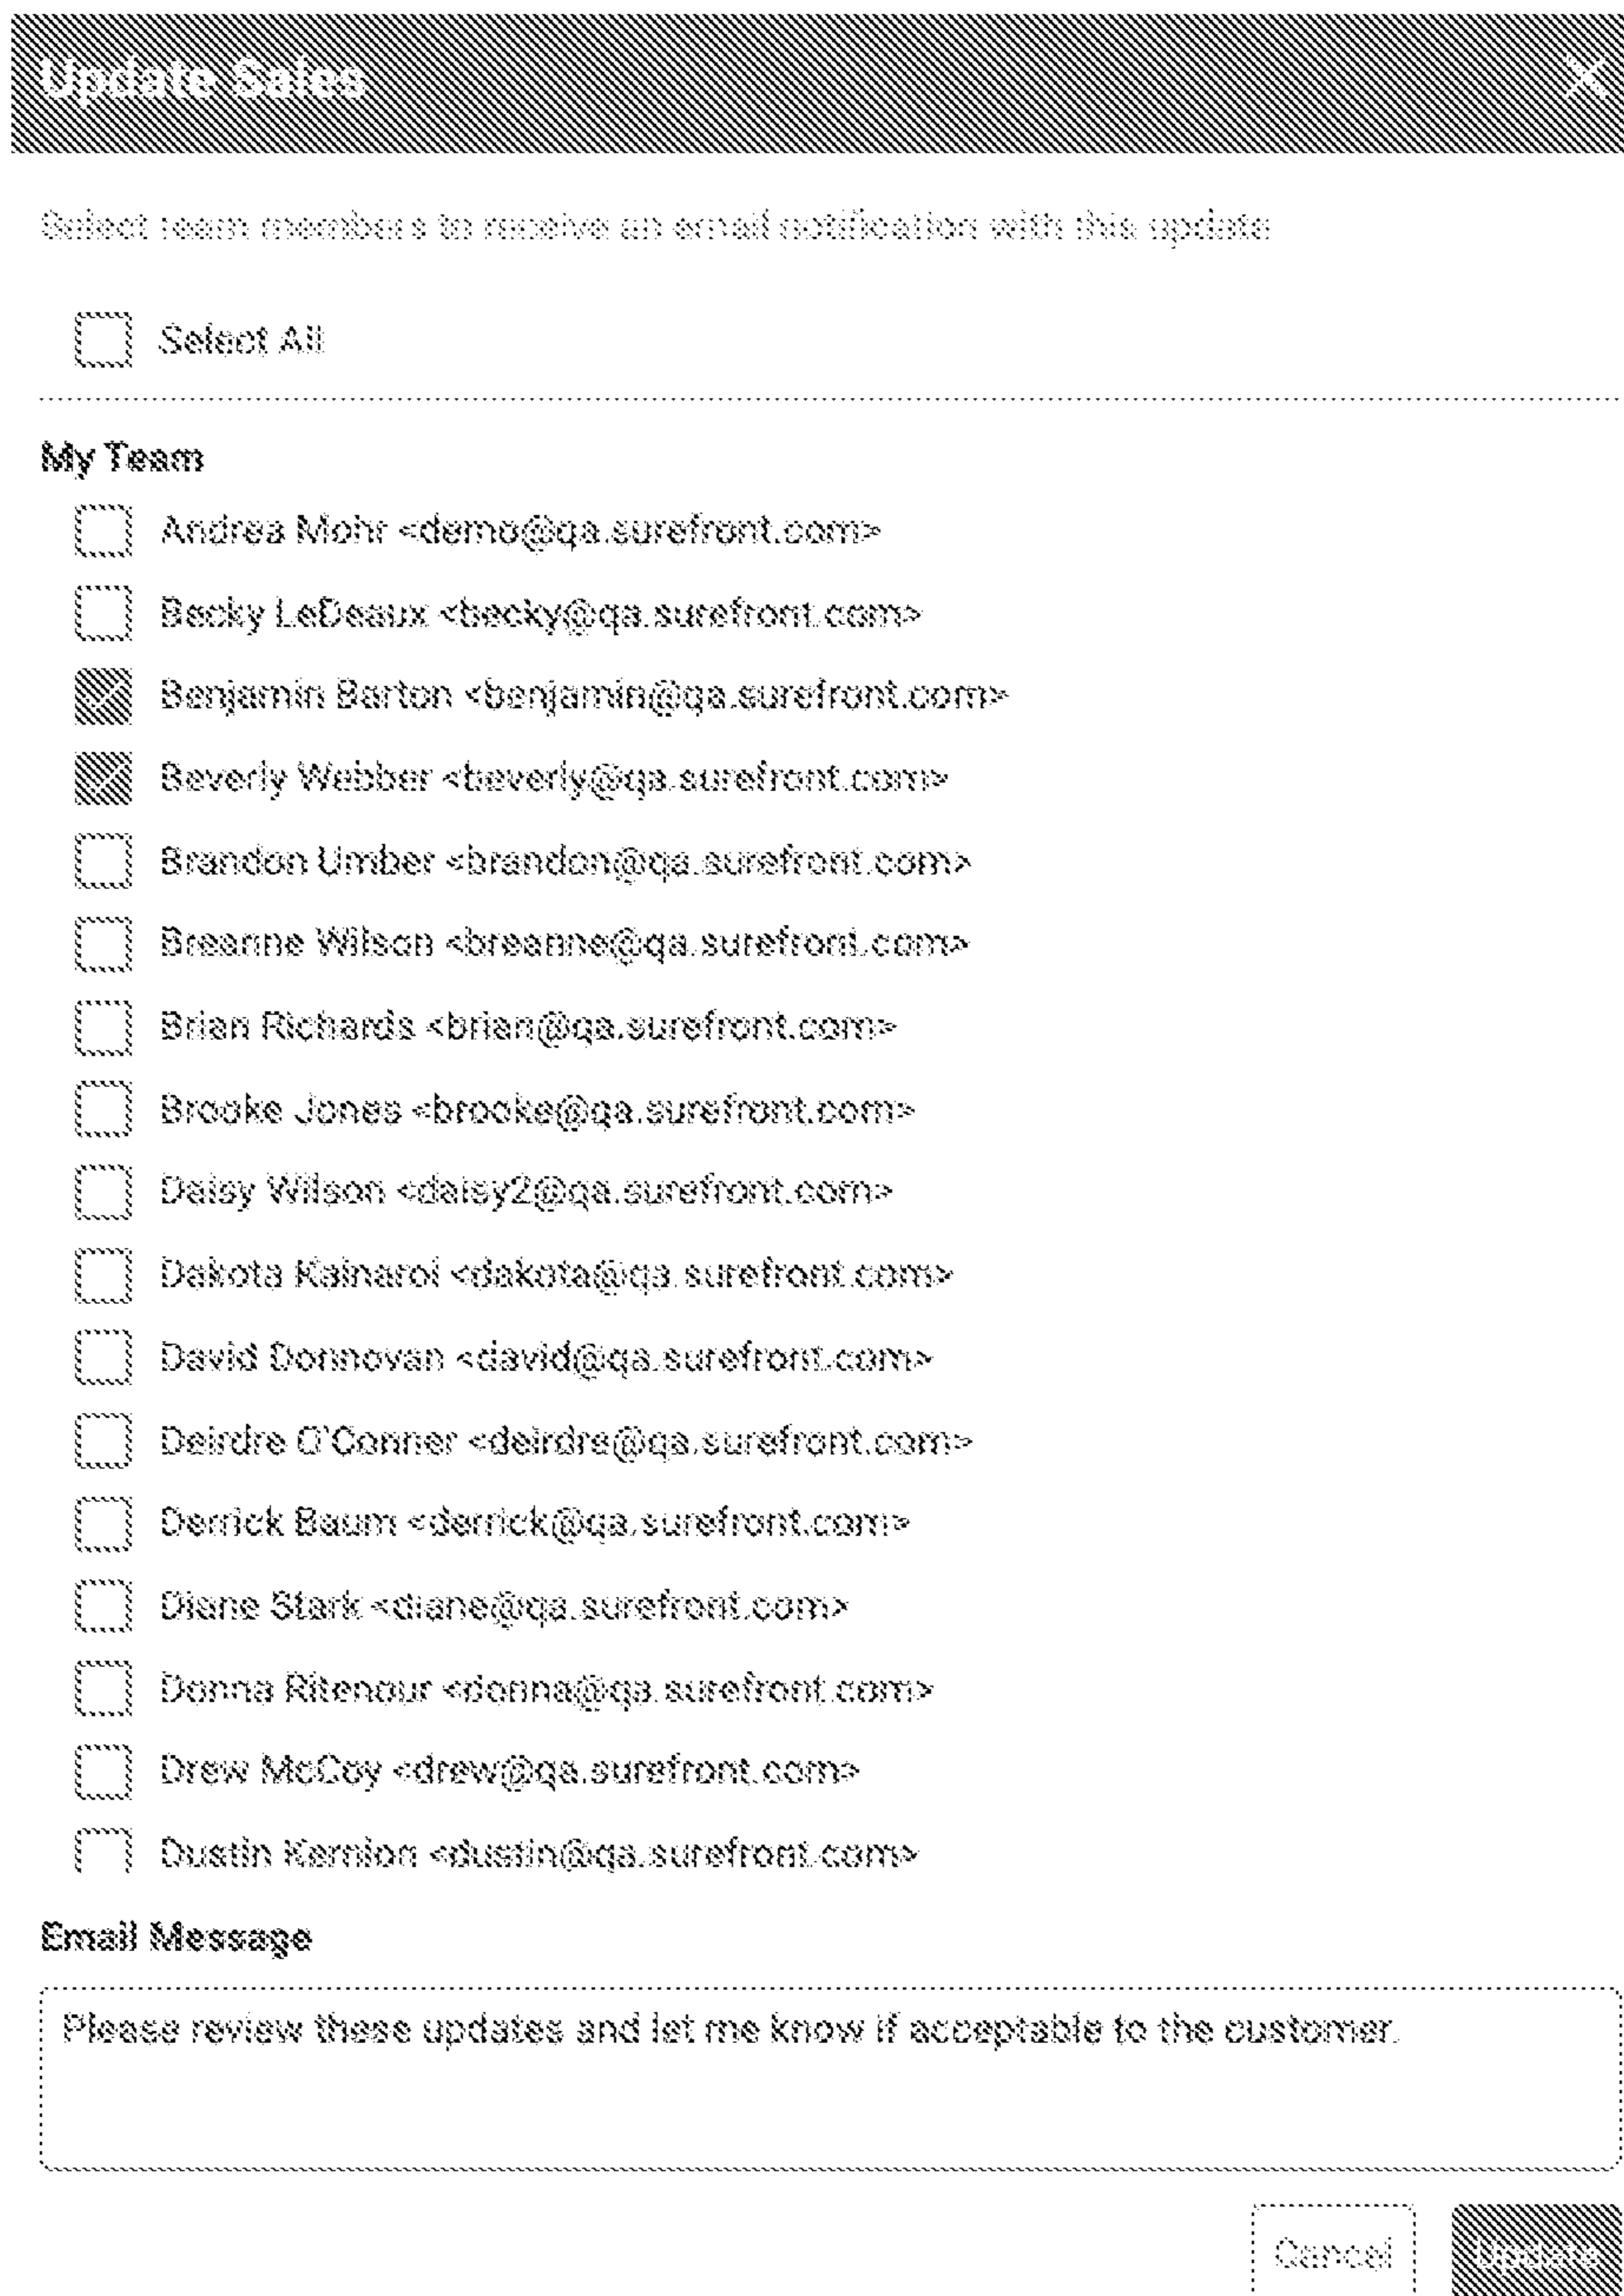 Update Sales
Select team members to receive an email notification with this update
Select All
My Team
Andrea Mohr <demo@qa.surefront.com>
Becky LeDeaux <becky@qa.surefront.com>
Benjamin Barton <benjamin@qa.surefront.com>
Beverly Webber <beverly@qa.surefront.com>
Brandon Umber <brandon@qa.surefront.com>
Breanne Wilson <breanne@qa.surefront.com>
Brian Richards <brian@qa.surefront.com>
Brooke Jones <brooke@qa.surefront.com>
Daisy Wilson <daisy2@qa.surefront.com>
Dakota Kainaroi <dakota@qa.surefront.com>
David Donnovan <david@qa.surefront.com>
Deirdre O'Conner <deirdre@qa.surefront.com>
Derrick Baum <derrick@qa.surefront.com>
Diane Stark <diane@qa.surefront.com>
Donna Ritenour <donna@qa.surefront.com>
Drew McCoy <drew@qa.surefront.com>
Dustin Kernion <dustin@qa.surefront.com>
Email Message
Please review these updates and let me know if acceptable to the customer.
Cancel Update